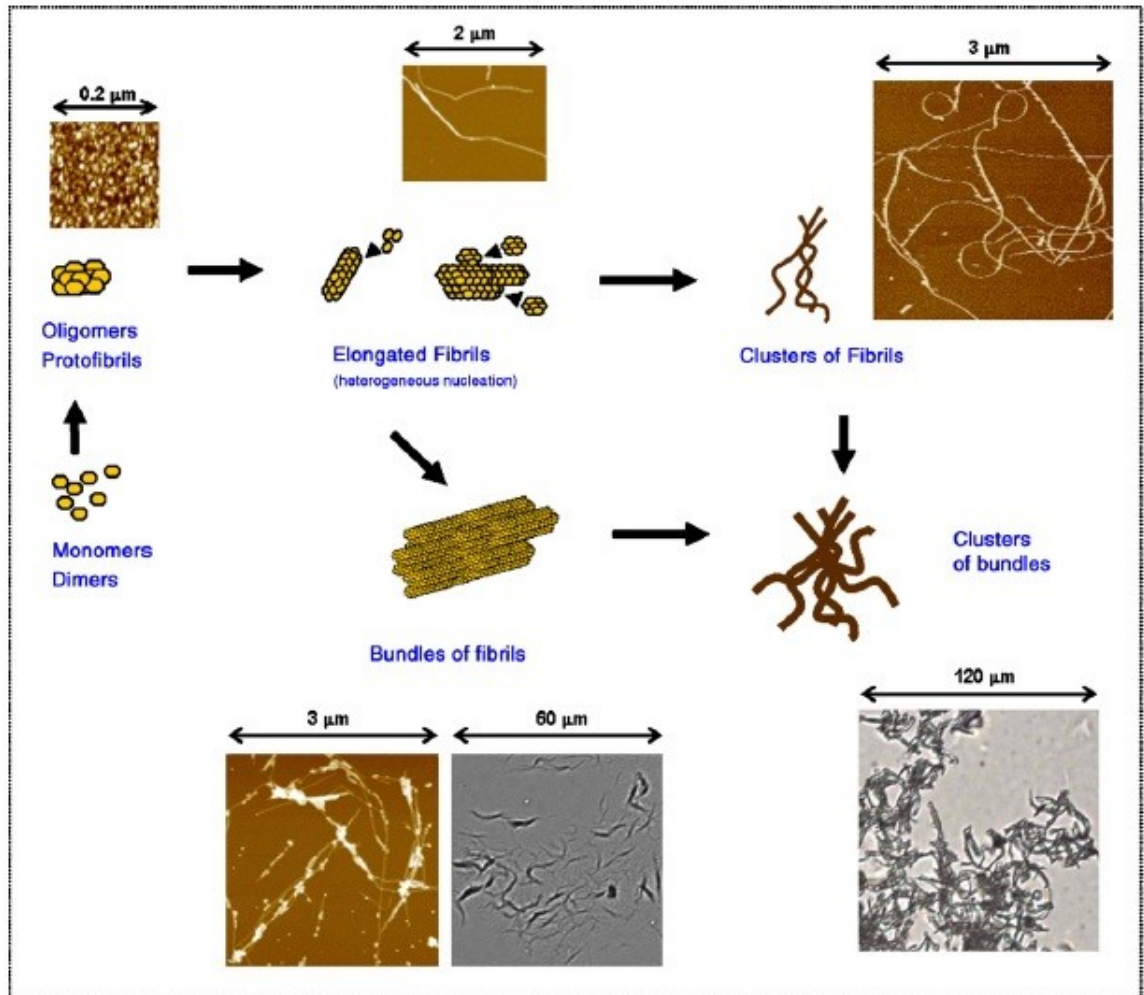 2 μm
3 μm
0.2 μm
Oligomers
Protofibrils
Elongated Fibrils
(heterogeneous nucleation)
Clusters of Fibrils
Monomers
Dimers
Clusters
of bundles
Bundles of fibrils
120 μm
3 μm
60 μm